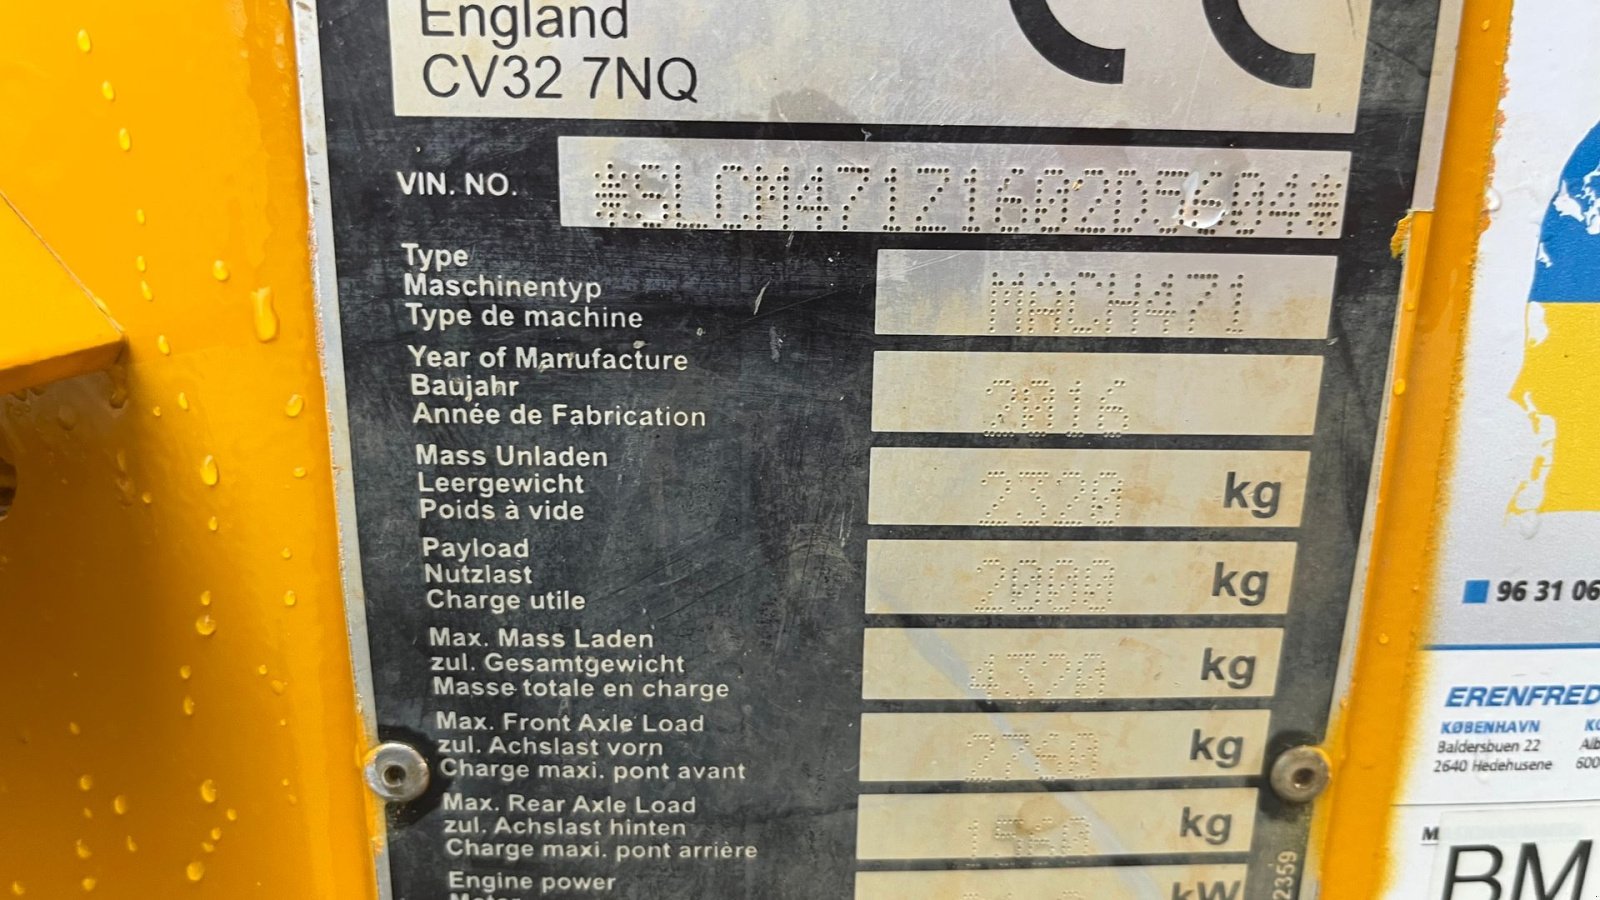 England
CV32 7NQ
VIN. NO. *SLCM471Z1602D5604*
Type
Maschinentyp
Type de machine
MACH471
Year of Manufacture
Baujahr
Année de Fabrication
2016
Mass Unladen
Leergewicht
Poids à vide
2320 kg
Payload
Nutzlast
Charge utile
2000 kg
Max. Mass Laden
zul. Gesamtgewicht
Masse totale en charge
4320 kg
Max. Front Axle Load
zul. Achslast vorn
Charge maxi. pont avant
2760 kg
Max. Rear Axle Load
zul. Achslast hinten
Charge maxi. pont arrière
kg
Engine power
kW
2359
96 31 06
ERENFRED
KØBENHAVN
Baldersbuen 22
2640 Hedehusene
BM